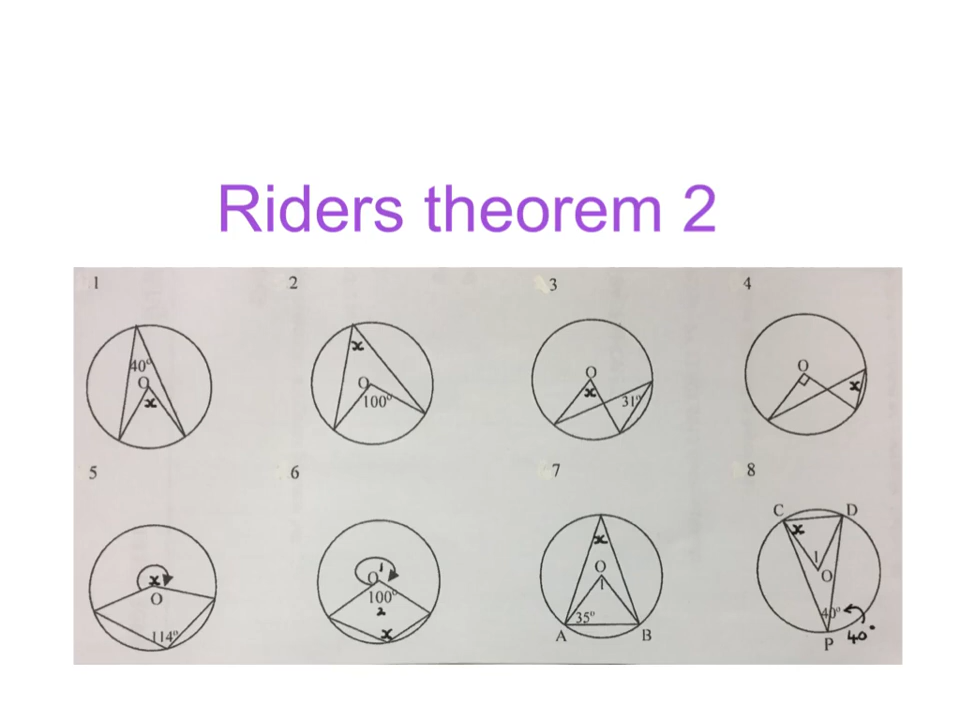 Riders theorem 2
1 2 3 4
40° O x
x O 100°
O x 31°
O x
5 6 7 8
x O 114°
O 1 100° 2 x
x O 1 35° A B
C D x 1 O 40° 40° P